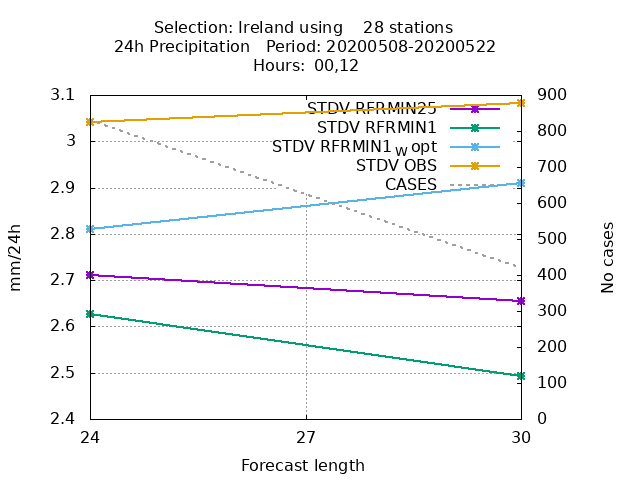 Selection: Ireland using 28 stations
24h Precipitation Period: 20200508-20200522
Hours: 00,12
3.1
3
2.9
2.8
2.7
2.6
2.5
2.4
900
800
700
600
500
400
300
200
100
0
STDV RFRMIN25
STDV RFRMIN1
STDV RFRMIN1w opt
STDV OBS
CASES
mm/24h
No cases
24 27 30
Forecast length